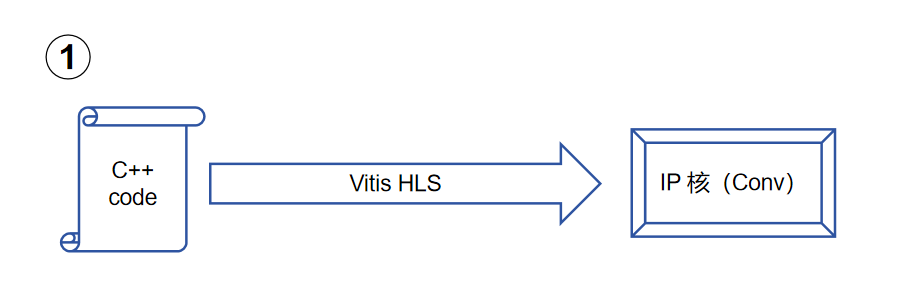 ①
C++
code
Vitis HLS
IP 核（Conv）